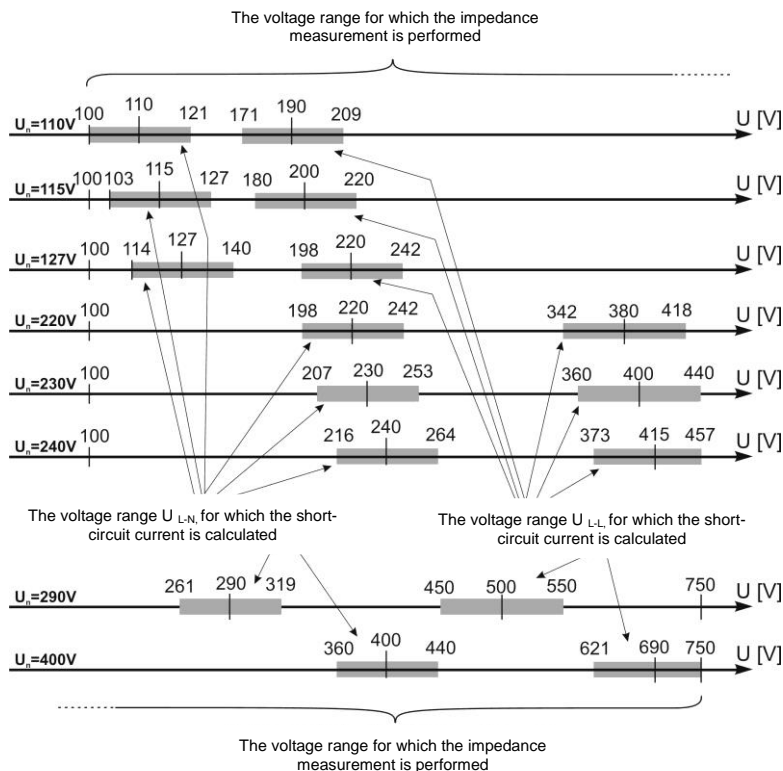 The voltage range for which the impedance
measurement is performed
100 110 121 171 190 209 U [V]
Uₙ=110V
100 103 115 127 180 200 220 U [V]
Uₙ=115V
100 114 127 140 198 220 242 U [V]
Uₙ=127V
100 198 220 242 342 380 418 U [V]
Uₙ=220V
100 207 230 253 360 400 440 U [V]
Uₙ=230V
100 216 240 264 373 415 457 U [V]
Uₙ=240V
The voltage range U L-N, for which the short-
circuit current is calculated
The voltage range U L-L, for which the short-
circuit current is calculated
261 290 319 450 500 550 750 U [V]
Uₙ=290V
360 400 440 621 690 750 U [V]
Uₙ=400V
The voltage range for which the impedance
measurement is performed